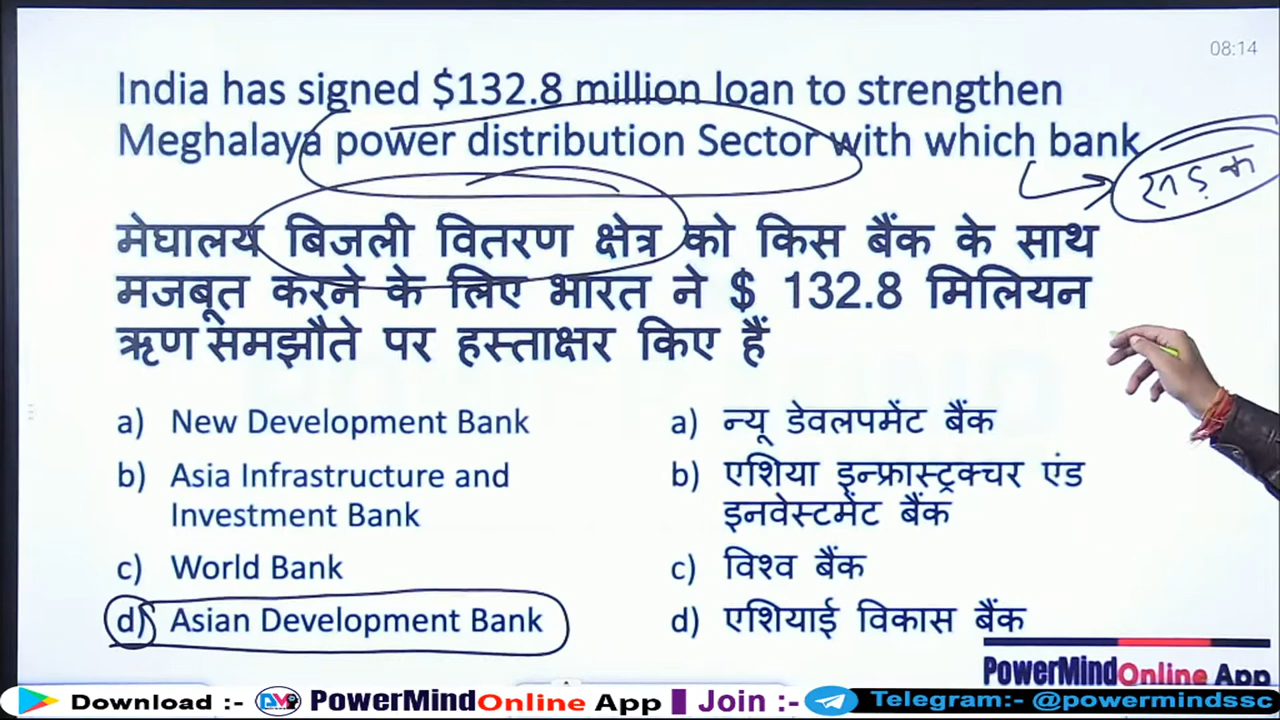 08:14
India has signed $132.8 million loan to strengthen
Meghalaya power distribution Sector with which bank
सड़क
मेघालय बिजली वितरण क्षेत्र को किस बैंक के साथ
मजबूत करने के लिए भारत ने $ 132.8 मिलियन
ऋण समझौते पर हस्ताक्षर किए हैं
a) New Development Bank
b) Asia Infrastructure and
Investment Bank
c) World Bank
d) Asian Development Bank
a) न्यू डेवलपमेंट बैंक
b) एशिया इन्फ्रास्ट्रक्चर एंड
इनवेस्टमेंट बैंक
c) विश्व बैंक
d) एशियाई विकास बैंक
PowerMindOnline App
Download :- PM PowerMindOnline App Join :- Telegram:- @powermindssc